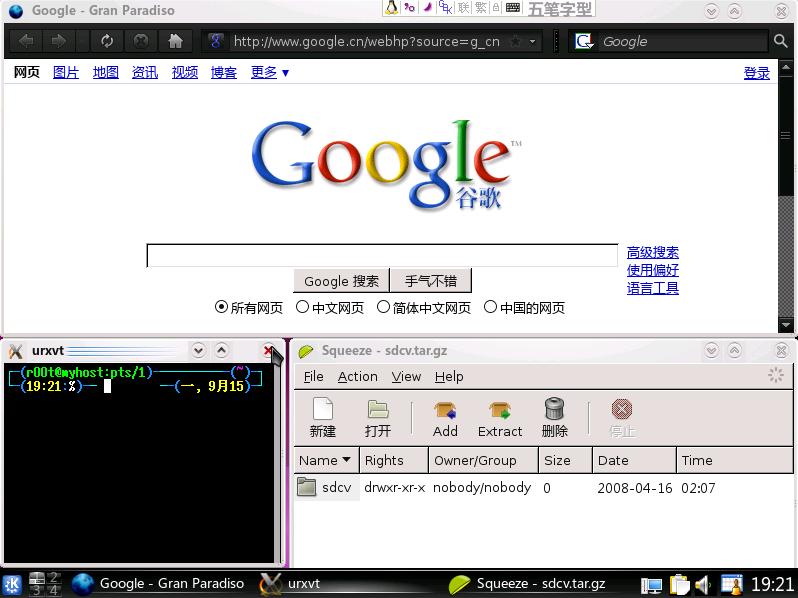 Google - Gran Paradiso
联 繁 五笔字型
http://www.google.cn/webhp?source=g_cn
Google
网页 图片 地图 资讯 视频 博客 更多 ▼ 登录
Google™
谷歌
高级搜索
使用偏好
语言工具
Google 搜索 手气不错
所有网页 中文网页 简体中文网页 中国的网页
urxvt
(r00t@myhost:pts/1) (~)
(19:21:%) (一, 9月15)
Squeeze - sdcv.tar.gz
File Action View Help
新建 打开 Add Extract 删除 停止
Name Rights Owner/Group Size Date Time
sdcv drwxr-xr-x nobody/nobody 0 2008-04-16 02:07
2 3 4 Google - Gran Paradiso urxvt Squeeze - sdcv.tar.gz 19:21